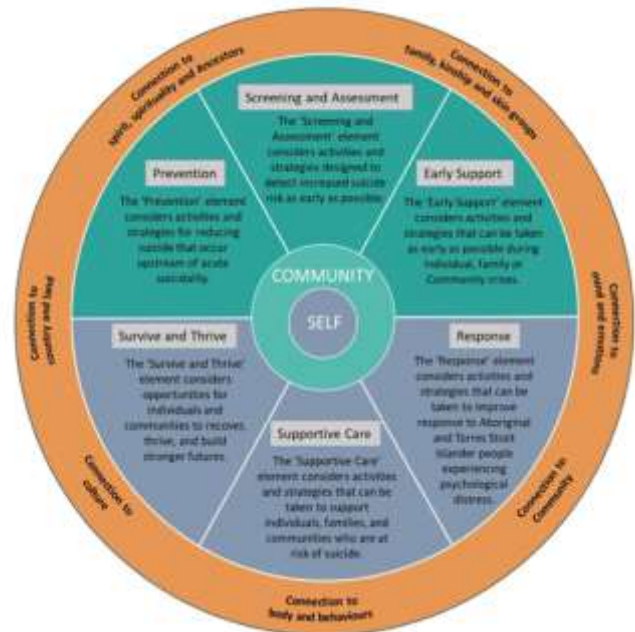 Connection to
spirit, spirituality and Ancestors
Connection to
family, kinship and skin groups
Screening and Assessment
The 'Screening and
Assessment' element
considers activities and
strategies designed to
detect increased suicide
risk as early as possible.
Prevention
The 'Prevention' element
considers activities and
strategies for reducing
suicide that occur
upstream of acute
suicidality.
Early Support
The 'Early Support' element
considers activities and
strategies that can be taken
as early as possible during
individual, family or
Community crises.
COMMUNITY
SELF
Connection to
country and land
Connection to
mind and emotions
Survive and Thrive
The 'Survive and Thrive'
element considers
opportunities for
individuals and
communities to recover,
thrive, and build
stronger futures.
Response
The 'Response' element
considers activities and
strategies that can be
taken to improve
response to Aboriginal
and Torres Strait
Islander people
experiencing
psychological
distress.
Supportive Care
The 'Supportive Care'
element considers activities
and strategies that can be
taken to support
individuals, families, and
communities who are at
risk of suicide.
Connection to
culture
Connection to
Community
Connection to
body and behaviours